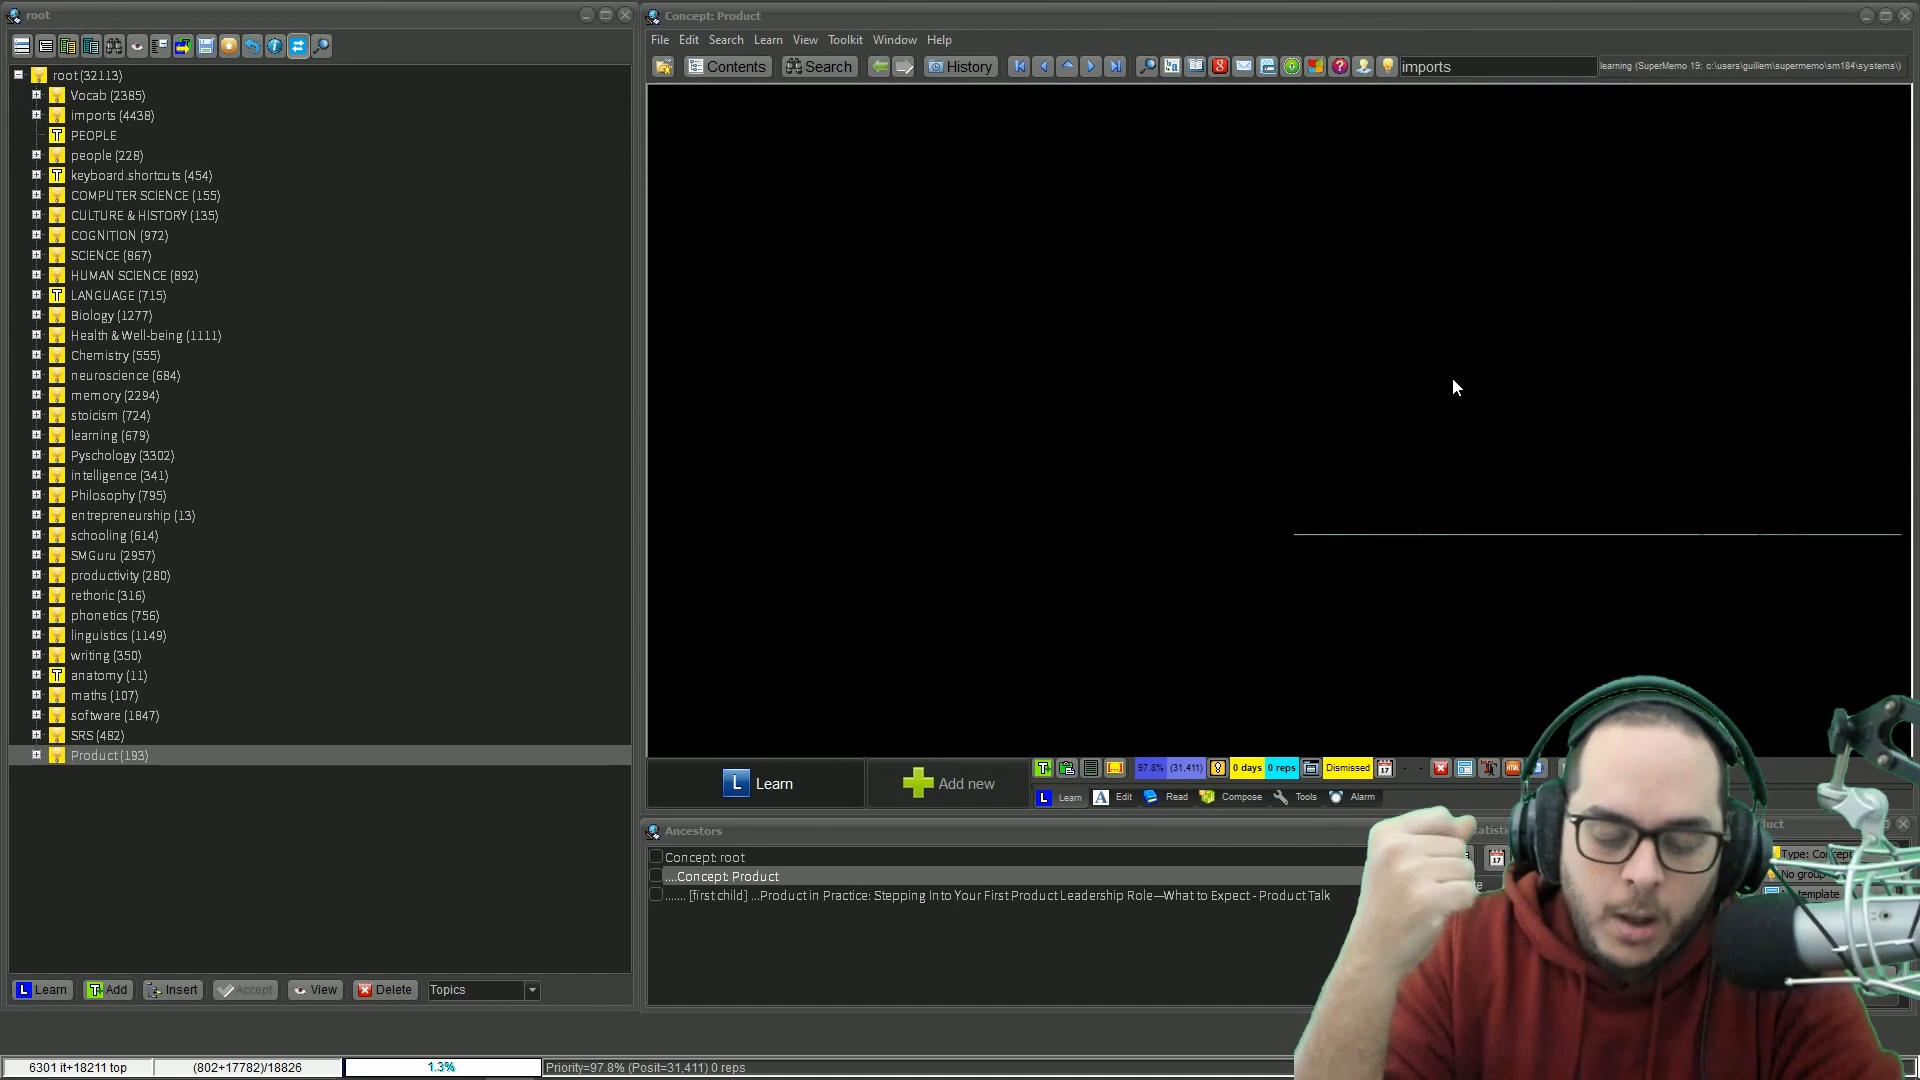 root
Concept: Product
File Edit Search Learn View Toolkit Window Help
Contents Search History imports learning (SuperMemo 19: c:\users\guillem\supermemo\sm184\systems\)
root (32113)
Vocab (2385)
imports (4438)
PEOPLE
people (228)
keyboard.shortcuts (454)
COMPUTER SCIENCE (155)
CULTURE & HISTORY (135)
COGNITION (972)
SCIENCE (867)
HUMAN SCIENCE (892)
LANGUAGE (715)
Biology (1277)
Health & Well-being (1111)
Chemistry (555)
neuroscience (684)
memory (2294)
stoicism (724)
learning (679)
Pyschology (3302)
intelligence (341)
Philosophy (795)
entrepreneurship (13)
schooling (614)
SMGuru (2957)
productivity (280)
rethoric (316)
phonetics (756)
linguistics (1149)
writing (350)
anatomy (11)
maths (107)
software (1847)
SRS (482)
Product (193)
Learn Add new
97.8% (31,411) 0 days 0 reps Dismissed
Learn Edit Read Compose Tools Alarm
Ancestors
Concept: root
....Concept: Product
....... [first child] ...Product in Practice: Stepping Into Your First Product Leadership Role—What to Expect - Product Talk
Type: Concept
No group
template
Learn Add Insert Accept View Delete Topics
6301 it+18211 top (802+17782)/18826 1.3% Priority=97.8% (Posit=31,411) 0 reps